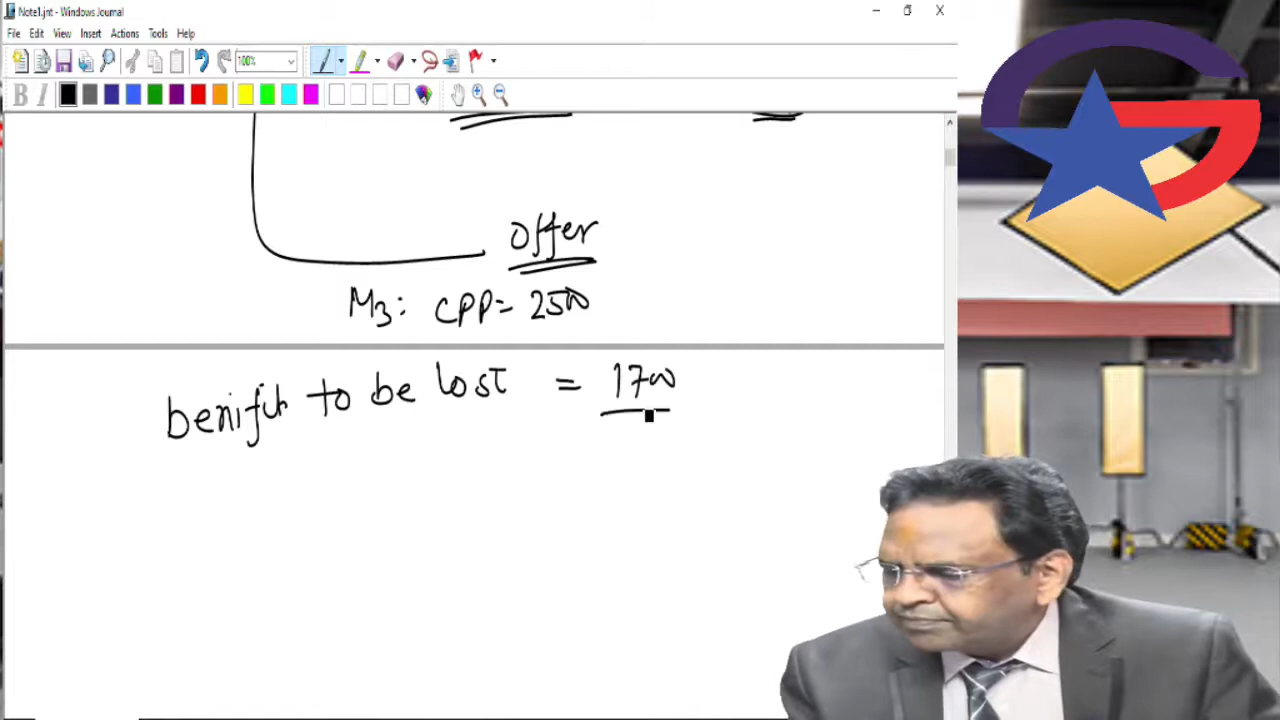 Note1.jnt - Windows Journal
File Edit View Insert Actions Tools Help
100%
B I
Offer
M3: CPP= 2500
benifit to be lost = 1700